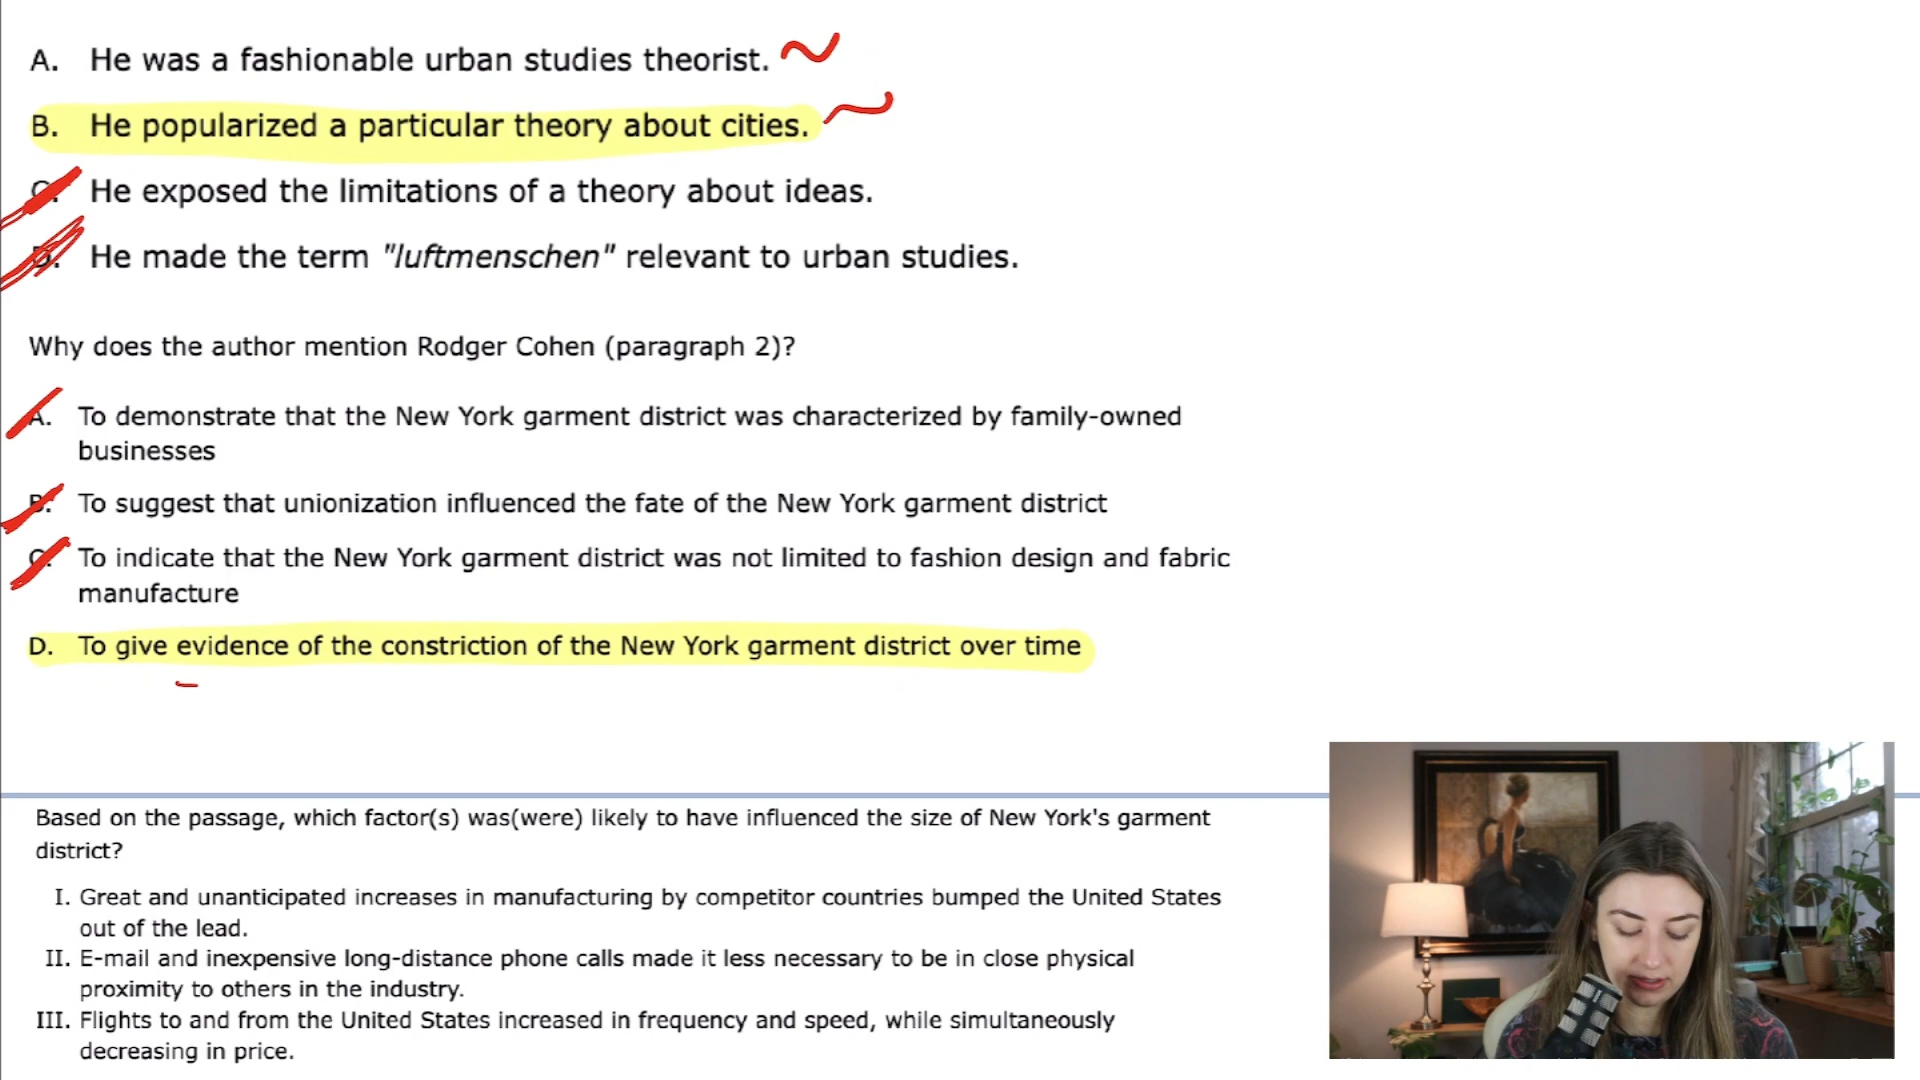 A. He was a fashionable urban studies theorist.
B. He popularized a particular theory about cities.
C. He exposed the limitations of a theory about ideas.
D. He made the term "luftmenschen" relevant to urban studies.
Why does the author mention Rodger Cohen (paragraph 2)?
A. To demonstrate that the New York garment district was characterized by family-owned
businesses
B. To suggest that unionization influenced the fate of the New York garment district
C. To indicate that the New York garment district was not limited to fashion design and fabric
manufacture
D. To give evidence of the constriction of the New York garment district over time
Based on the passage, which factor(s) was(were) likely to have influenced the size of New York's garment
district?
I. Great and unanticipated increases in manufacturing by competitor countries bumped the United States
out of the lead.
II. E-mail and inexpensive long-distance phone calls made it less necessary to be in close physical
proximity to others in the industry.
III. Flights to and from the United States increased in frequency and speed, while simultaneously
decreasing in price.